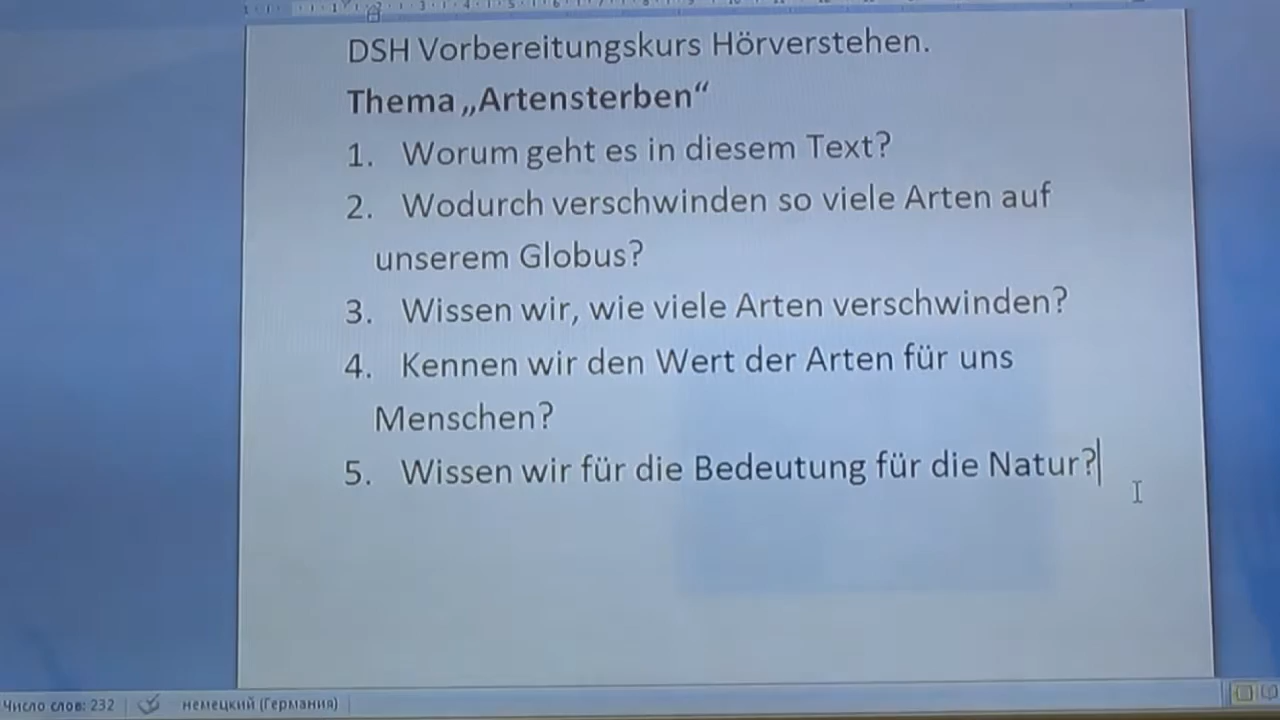 DSH Vorbereitungskurs Hörverstehen.
Thema „Artensterben“
1. Worum geht es in diesem Text?
2. Wodurch verschwinden so viele Arten auf
unserem Globus?
3. Wissen wir, wie viele Arten verschwinden?
4. Kennen wir den Wert der Arten für uns
Menschen?
5. Wissen wir für die Bedeutung für die Natur?
Число слов: 232 немецкий (Германия)